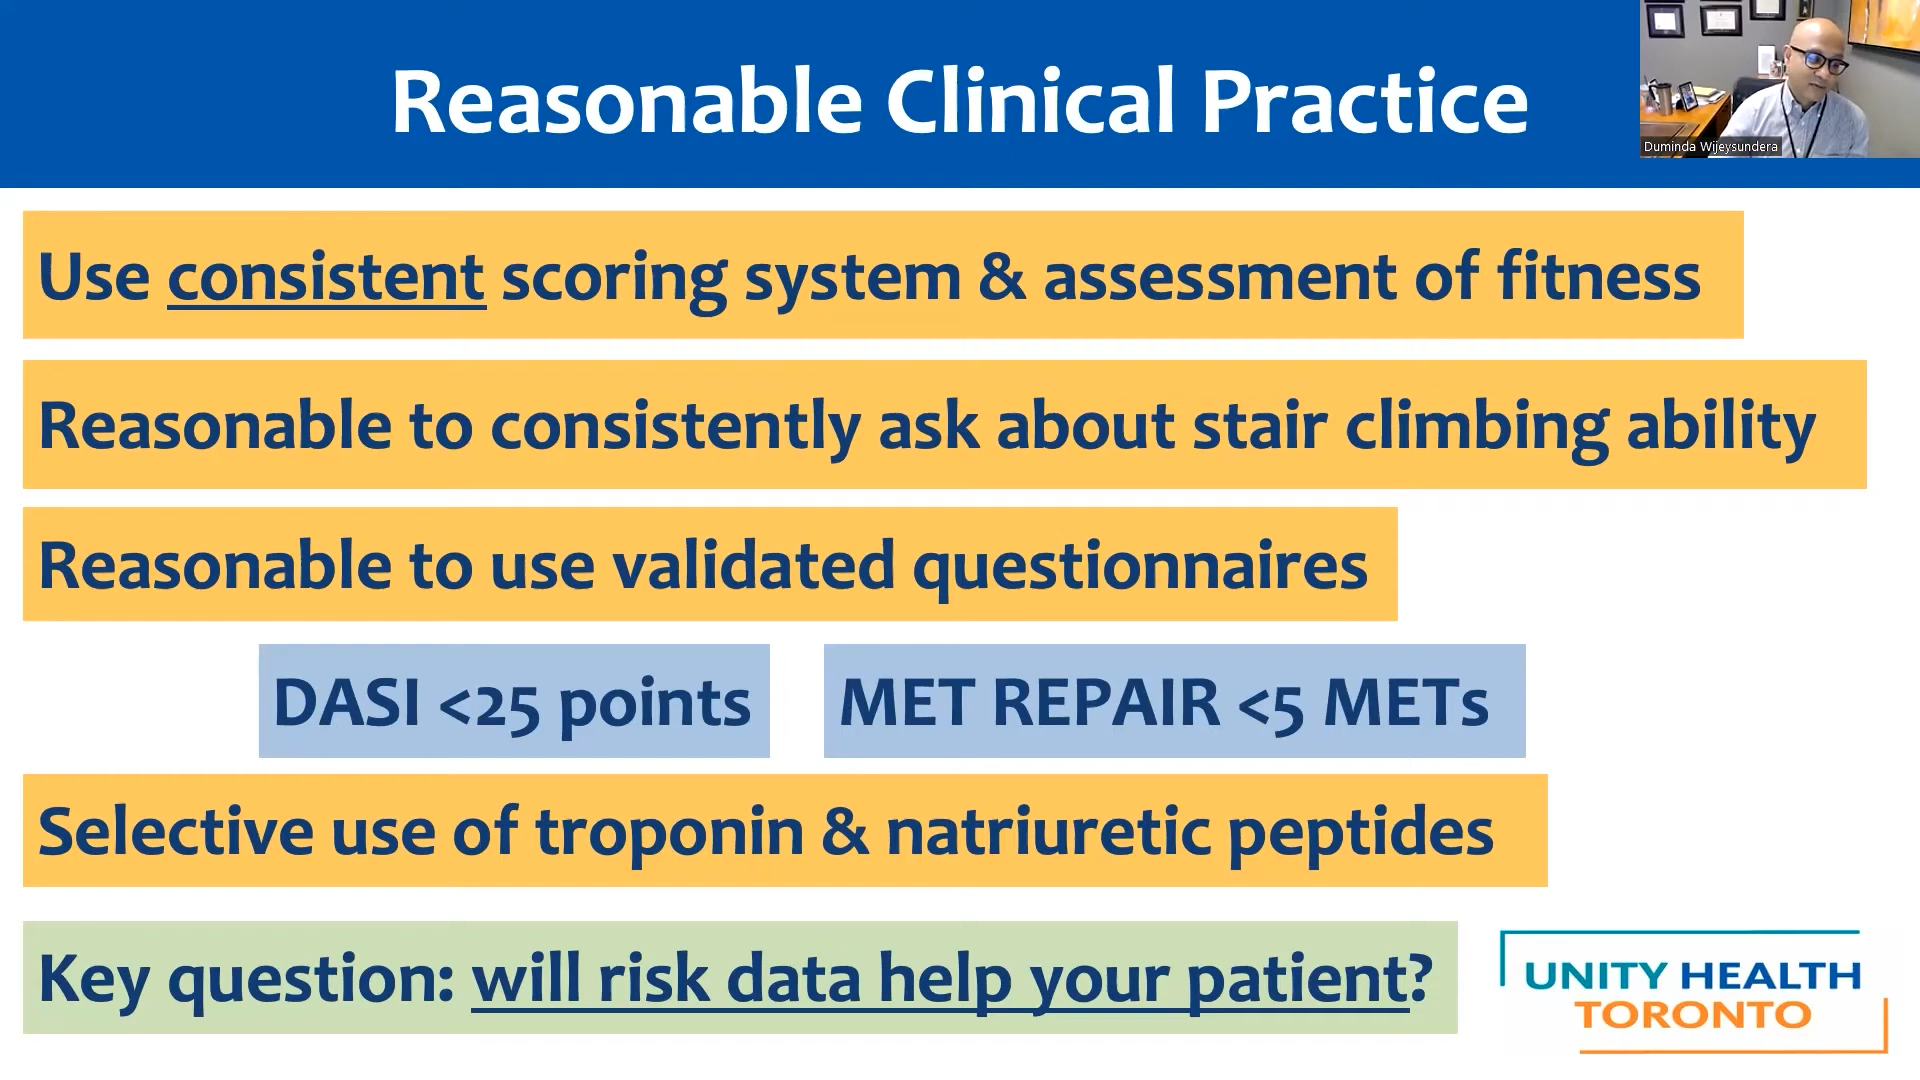 Reasonable Clinical Practice
Duminda Wijeysundera
Use consistent scoring system & assessment of fitness
Reasonable to consistently ask about stair climbing ability
Reasonable to use validated questionnaires
DASI <25 points
MET REPAIR <5 METs
Selective use of troponin & natriuretic peptides
Key question: will risk data help your patient?
UNITY HEALTH
TORONTO